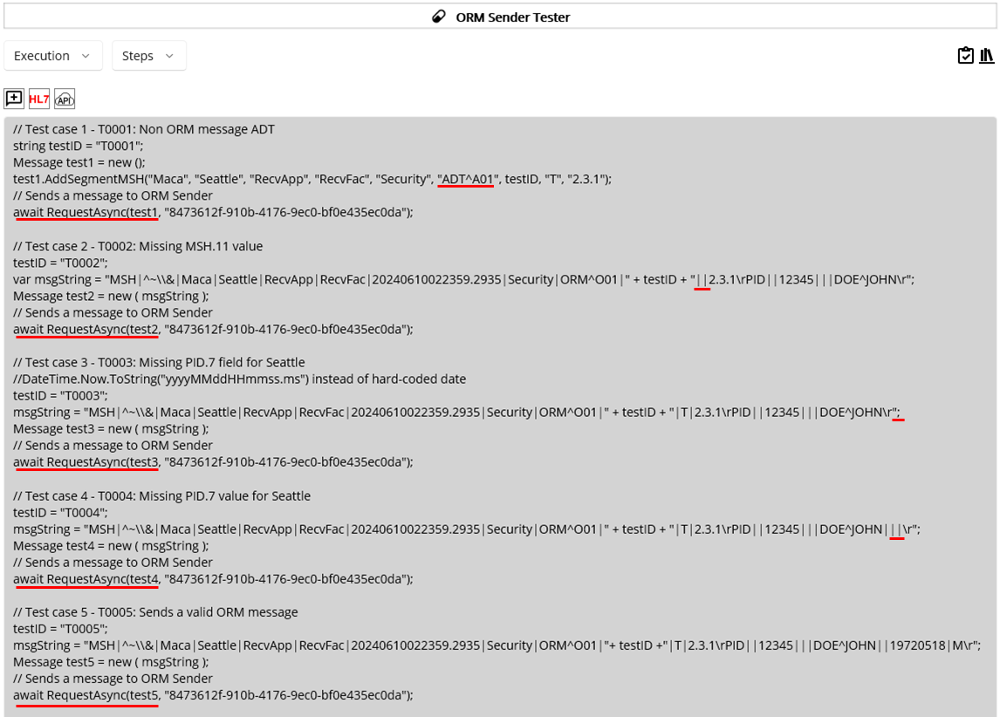 ORM Sender Tester
Execution
Steps
HL7
API
// Test case 1 - T0001: Non ORM message ADT
string testID = "T0001";
Message test1 = new ();
test1.AddSegmentMSH("Maca", "Seattle", "RecvApp", "RecvFac", "Security", "ADT^A01", testID, "T", "2.3.1");
// Sends a message to ORM Sender
await RequestAsync(test1, "8473612f-910b-4176-9ec0-bf0e435ec0da");
// Test case 2 - T0002: Missing MSH.11 value
testID = "T0002";
var msgString = "MSH|^~\\&|Maca|Seattle|RecvApp|RecvFac|20240610022359.2935|Security|ORM^O01|" + testID + "||2.3.1\rPID||12345|||DOE^JOHN\r";
Message test2 = new ( msgString );
// Sends a message to ORM Sender
await RequestAsync(test2, "8473612f-910b-4176-9ec0-bf0e435ec0da");
// Test case 3 - T0003: Missing PID.7 field for Seattle
//DateTime.Now.ToString("yyyyMMddHHmmss.ms") instead of hard-coded date
testID = "T0003";
msgString = "MSH|^~\\&|Maca|Seattle|RecvApp|RecvFac|20240610022359.2935|Security|ORM^O01|" + testID + "|T|2.3.1\rPID||12345|||DOE^JOHN\r";
Message test3 = new ( msgString );
// Sends a message to ORM Sender
await RequestAsync(test3, "8473612f-910b-4176-9ec0-bf0e435ec0da");
// Test case 4 - T0004: Missing PID.7 value for Seattle
testID = "T0004";
msgString = "MSH|^~\\&|Maca|Seattle|RecvApp|RecvFac|20240610022359.2935|Security|ORM^O01|" + testID + "|T|2.3.1\rPID||12345|||DOE^JOHN|||\r";
Message test4 = new ( msgString );
// Sends a message to ORM Sender
await RequestAsync(test4, "8473612f-910b-4176-9ec0-bf0e435ec0da");
// Test case 5 - T0005: Sends a valid ORM message
testID = "T0005";
msgString = "MSH|^~\\&|Maca|Seattle|RecvApp|RecvFac|20240610022359.2935|Security|ORM^O01|"+ testID +"|T|2.3.1\rPID||12345|||DOE^JOHN||19720518|M\r";
Message test5 = new ( msgString );
// Sends a message to ORM Sender
await RequestAsync(test5, "8473612f-910b-4176-9ec0-bf0e435ec0da");